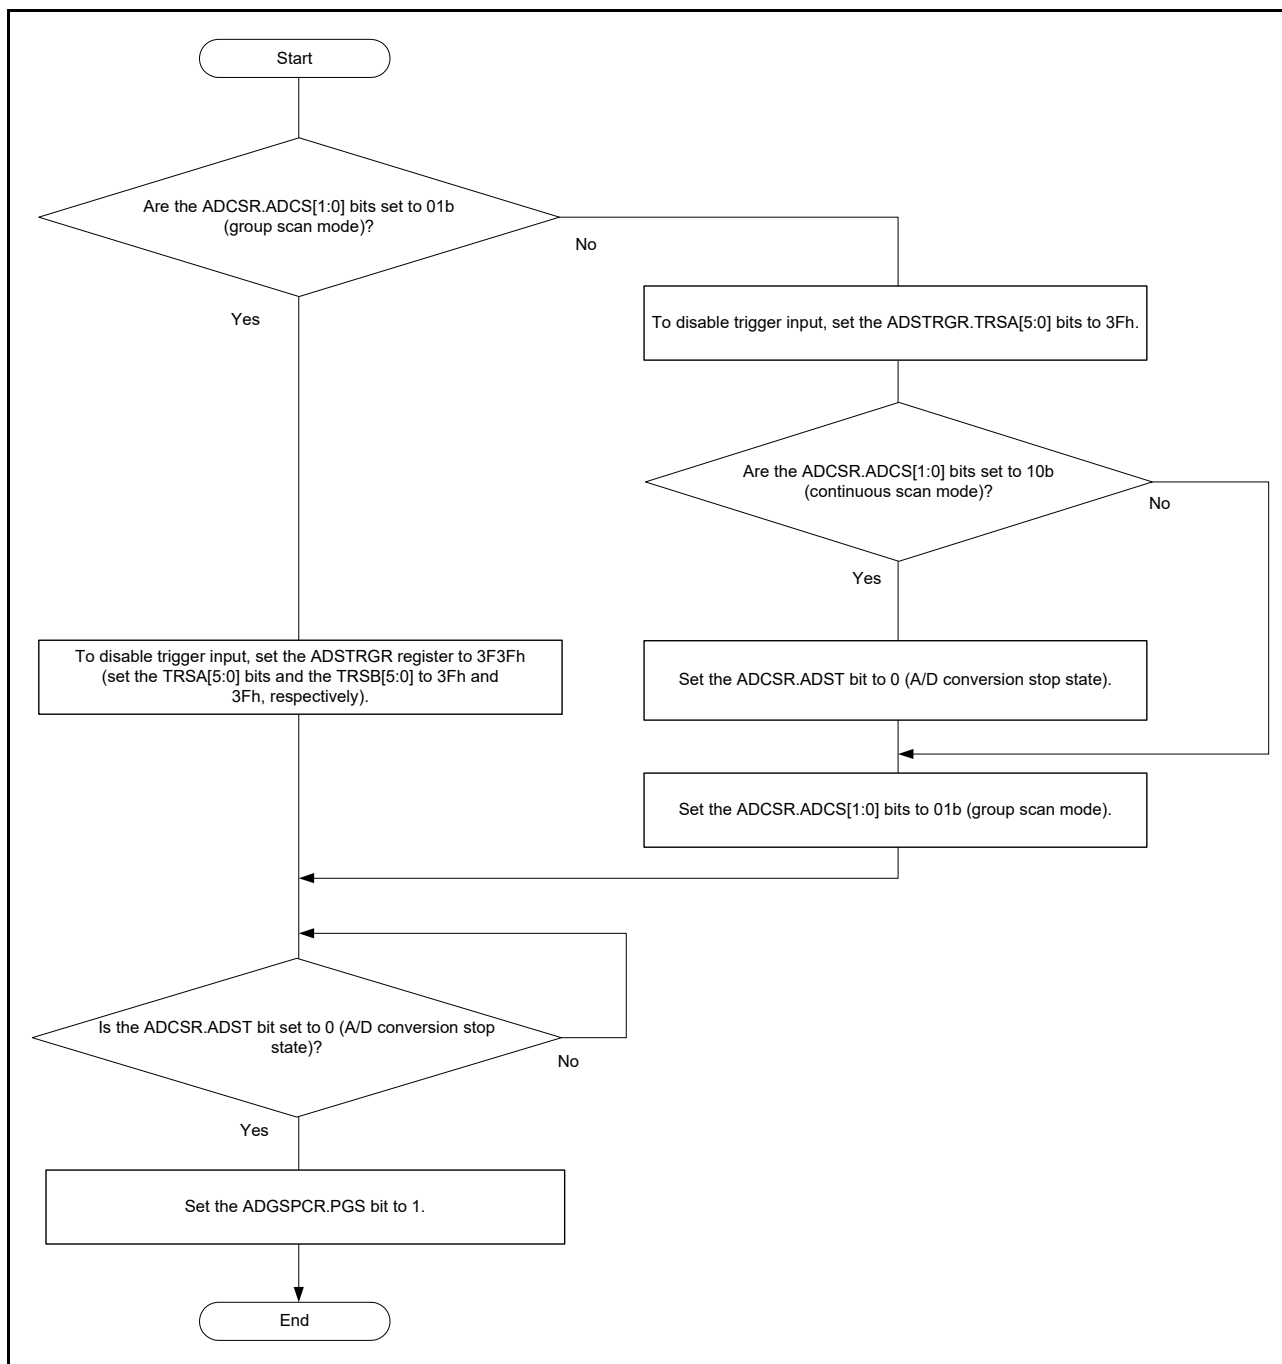 Start
Are the ADCSR.ADCS[1:0] bits set to 01b
(group scan mode)?
No
Yes
To disable trigger input, set the ADSTRGR.TRSA[5:0] bits to 3Fh.
Are the ADCSR.ADCS[1:0] bits set to 10b
(continuous scan mode)?
No
Yes
To disable trigger input, set the ADSTRGR register to 3F3Fh
(set the TRSA[5:0] bits and the TRSB[5:0] to 3Fh and
3Fh, respectively).
Set the ADCSR.ADST bit to 0 (A/D conversion stop state).
Set the ADCSR.ADCS[1:0] bits to 01b (group scan mode).
Is the ADCSR.ADST bit set to 0 (A/D conversion stop
state)?
No
Yes
Set the ADGSPCR.PGS bit to 1.
End